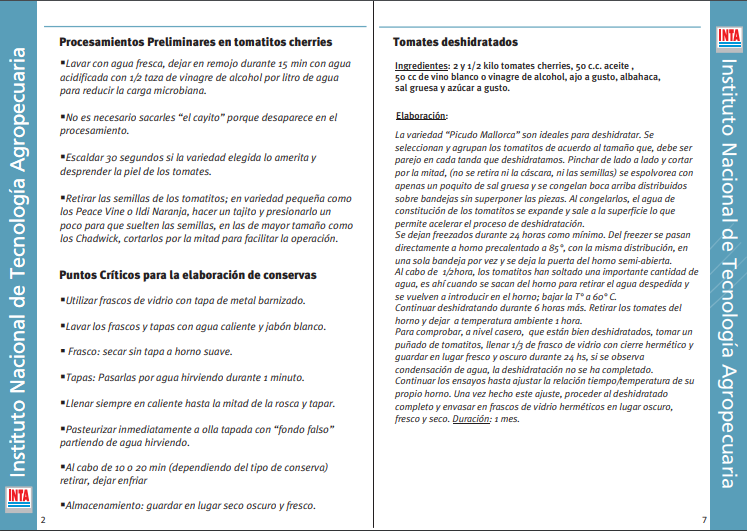 Instituto Nacional de Tecnología Agropecuaria
INTA
Procesamientos Preliminares en tomatitos cherries
▪Lavar con agua fresca, dejar en remojo durante 15 min con agua
acidificada con 1/2 taza de vinagre de alcohol por litro de agua
para reducir la carga microbiana.
▪No es necesario sacarles “el cayito” porque desaparece en el
procesamiento.
▪Escaldar 30 segundos si la variedad elegida lo amerita y
desprender la piel de los tomates.
▪Retirar las semillas de los tomatitos; en variedad pequeña como
los Peace Vine o Ildi Naranja, hacer un tajito y presionarlo un
poco para que suelten las semillas, en las de mayor tamaño como
los Chadwick, cortarlos por la mitad para facilitar la operación.
Puntos Críticos para la elaboración de conservas
▪Utilizar frascos de vidrio con tapa de metal barnizado.
▪Lavar los frascos y tapas con agua caliente y jabón blanco.
▪ Frasco: secar sin tapa a horno suave.
▪Tapas: Pasarlas por agua hirviendo durante 1 minuto.
▪Llenar siempre en caliente hasta la mitad de la rosca y tapar.
▪Pasteurizar inmediatamente a olla tapada con “fondo falso”
partiendo de agua hirviendo.
▪Al cabo de 10 o 20 min (dependiendo del tipo de conserva)
retirar, dejar enfriar
▪Almacenamiento: guardar en lugar seco oscuro y fresco.
2
Tomates deshidratados
Ingredientes: 2 y 1/2 kilo tomates cherries, 50 c.c. aceite ,
50 cc de vino blanco o vinagre de alcohol, ajo a gusto, albahaca,
sal gruesa y azúcar a gusto.
Elaboración:
La variedad “Picudo Mallorca” son ideales para deshidratar. Se
seleccionan y agrupan los tomatitos de acuerdo al tamaño que, debe ser
parejo en cada tanda que deshidratamos. Pinchar de lado a lado y cortar
por la mitad, (no se retira ni la cáscara, ni las semillas) se espolvorea con
apenas un poquito de sal gruesa y se congelan boca arriba distribuidos
sobre bandejas sin superponer las piezas. Al congelarlos, el agua de
constitución de los tomatitos se expande y sale a la superficie lo que
permite acelerar el proceso de deshidratación.
Se dejan freezados durante 24 horas como mínimo. Del freezer se pasan
directamente a horno precalentado a 85°, con la misma distribución, en
una sola bandeja por vez y se deja la puerta del horno semi-abierta.
Al cabo de 1/2hora, los tomatitos han soltado una importante cantidad de
agua, es ahí cuando se sacan del horno para retirar el agua despedida y
se vuelven a introducir en el horno; bajar la T° a 60° C.
Continuar deshidratando durante 6 horas más. Retirar los tomates del
horno y dejar a temperatura ambiente 1 hora.
Para comprobar, a nivel casero, que están bien deshidratados, tomar un
puñado de tomatitos, llenar 1/3 de frasco de vidrio con cierre hermético y
guardar en lugar fresco y oscuro durante 24 hs, si se observa
condensación de agua, la deshidratación no se ha completado.
Continuar los ensayos hasta ajustar la relación tiempo/temperatura de su
propio horno. Una vez hecho este ajuste, proceder al deshidratado
completo y envasar en frascos de vidrio herméticos en lugar oscuro,
fresco y seco. Duración: 1 mes.
7
INTA
Instituto Nacional de Tecnología Agropecuaria